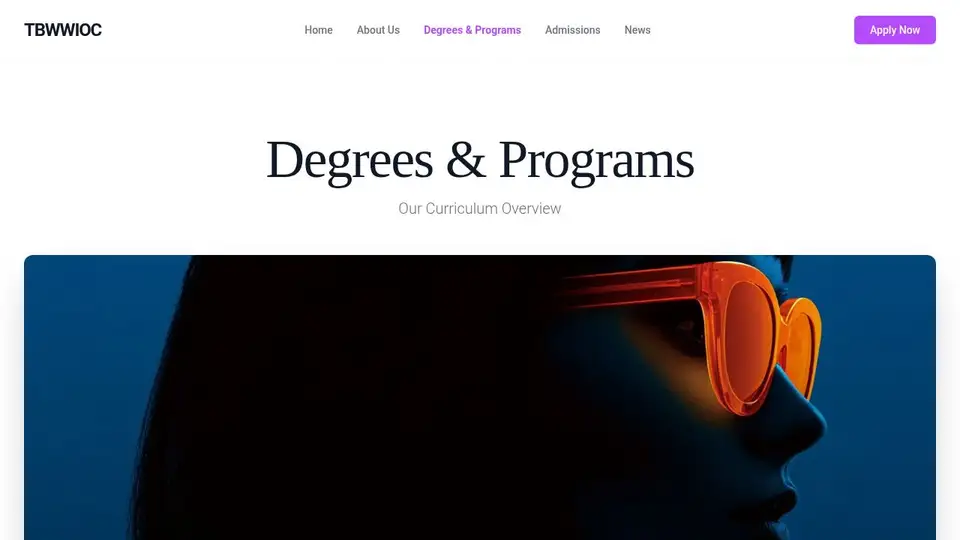 TBWWIOC
Home
About Us
Degrees & Programs
Admissions
News
Apply Now
Degrees & Programs
Our Curriculum Overview